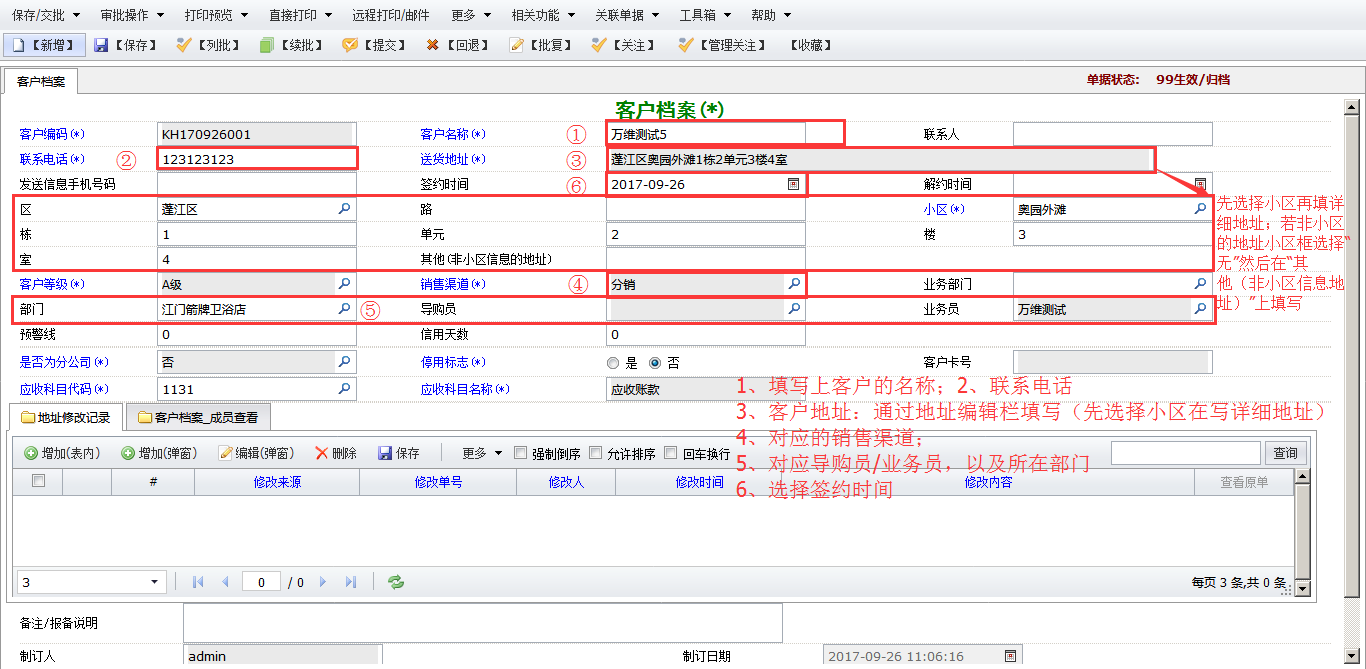 保存/交批 审批操作 打印预览 直接打印 远程打印/邮件 更多 相关功能 关联单据 工具箱 帮助
【新增】 【保存】 【列批】 【续批】 【提交】 【回退】 【批复】 【关注】 【管理关注】 【收藏】
客户档案 单据状态: 99生效/归档
客户档案(*)
客户编码(*) KH170926001 客户名称(*) ① 万维测试5 联系人
联系电话(*) ② 123123123 送货地址(*) ③ 蓬江区奥园外滩1栋2单元3楼4室
发送信息手机号码 签约时间 ⑥ 2017-09-26 解约时间
区 蓬江区 路 小区(*) 奥园外滩
栋 1 单元 2 楼 3
室 4 其他(非小区信息的地址)
先选择小区再填详
细地址；若非小区
的地址小区框选择“
无”然后在“其
他（非小区信息地
址）”上填写
客户等级(*) A级 销售渠道(*) ④ 分销 业务部门
部门 江门箭牌卫浴店 ⑤ 导购员 业务员 万维测试
预警线 0 信用天数 0
是否为分公司(*) 否 停用标志(*) 是 否 客户卡号
应收科目代码(*) 1131 应收科目名称(*) 应收账款
1、填写上客户的名称；2、联系电话
3、客户地址：通过地址编辑栏填写（先选择小区在写详细地址）
4、对应的销售渠道；
5、对应导购员/业务员，以及所在部门
6、选择签约时间
地址修改记录 客户档案_成员查看
增加(表内) 增加(弹窗) 编辑(弹窗) 删除 保存 更多 强制倒序 允许排序 回车换行 查询
# 修改来源 修改单号 修改人 修改时间 修改内容 查看原单
3 0 / 0 每页 3 条,共 0 条
备注/报备说明
制订人 admin 制订日期 2017-09-26 11:06:16